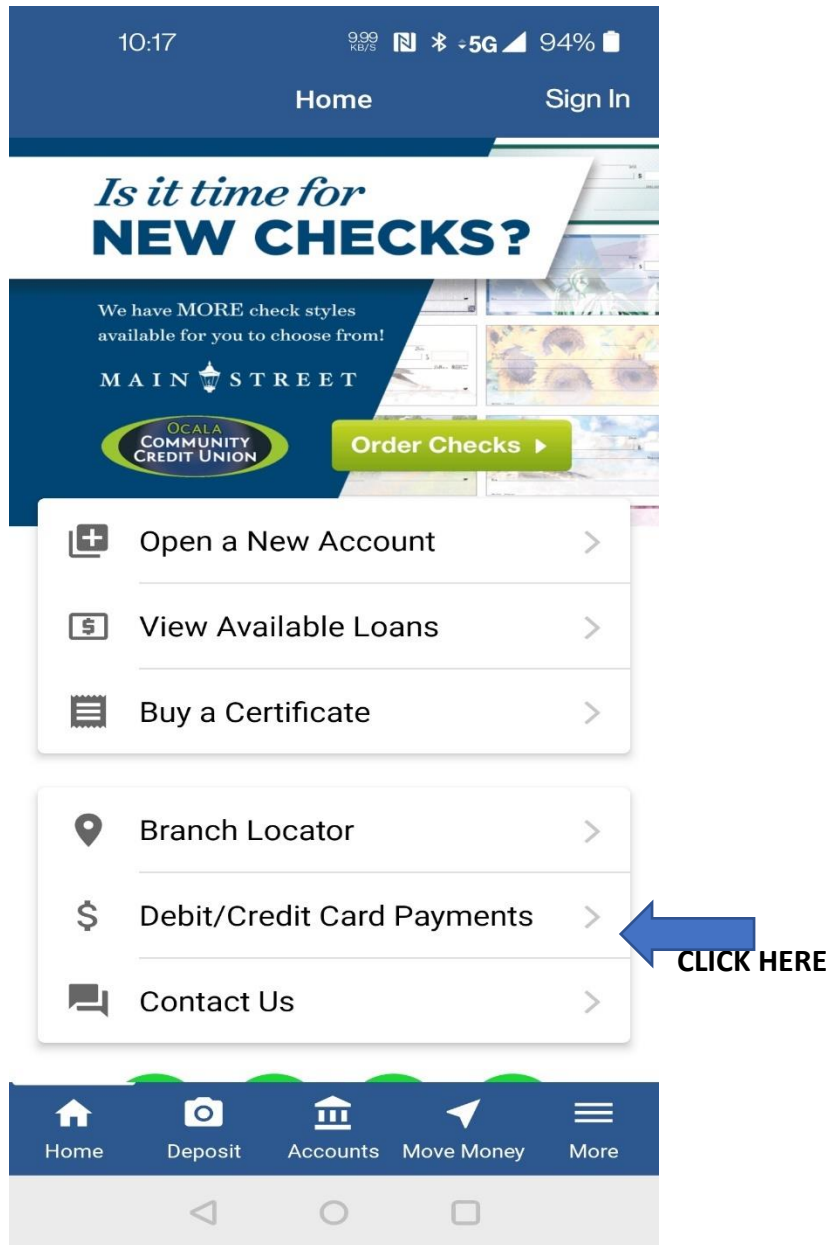 10:17 9.99 KB/S 5G 94%
Home Sign In
Is it time for
NEW CHECKS?
We have MORE check styles
available for you to choose from!
MAIN STREET
OCALA
COMMUNITY
CREDIT UNION
Order Checks
Open a New Account
View Available Loans
Buy a Certificate
Branch Locator
Debit/Credit Card Payments
CLICK HERE
Contact Us
Home Deposit Accounts Move Money More